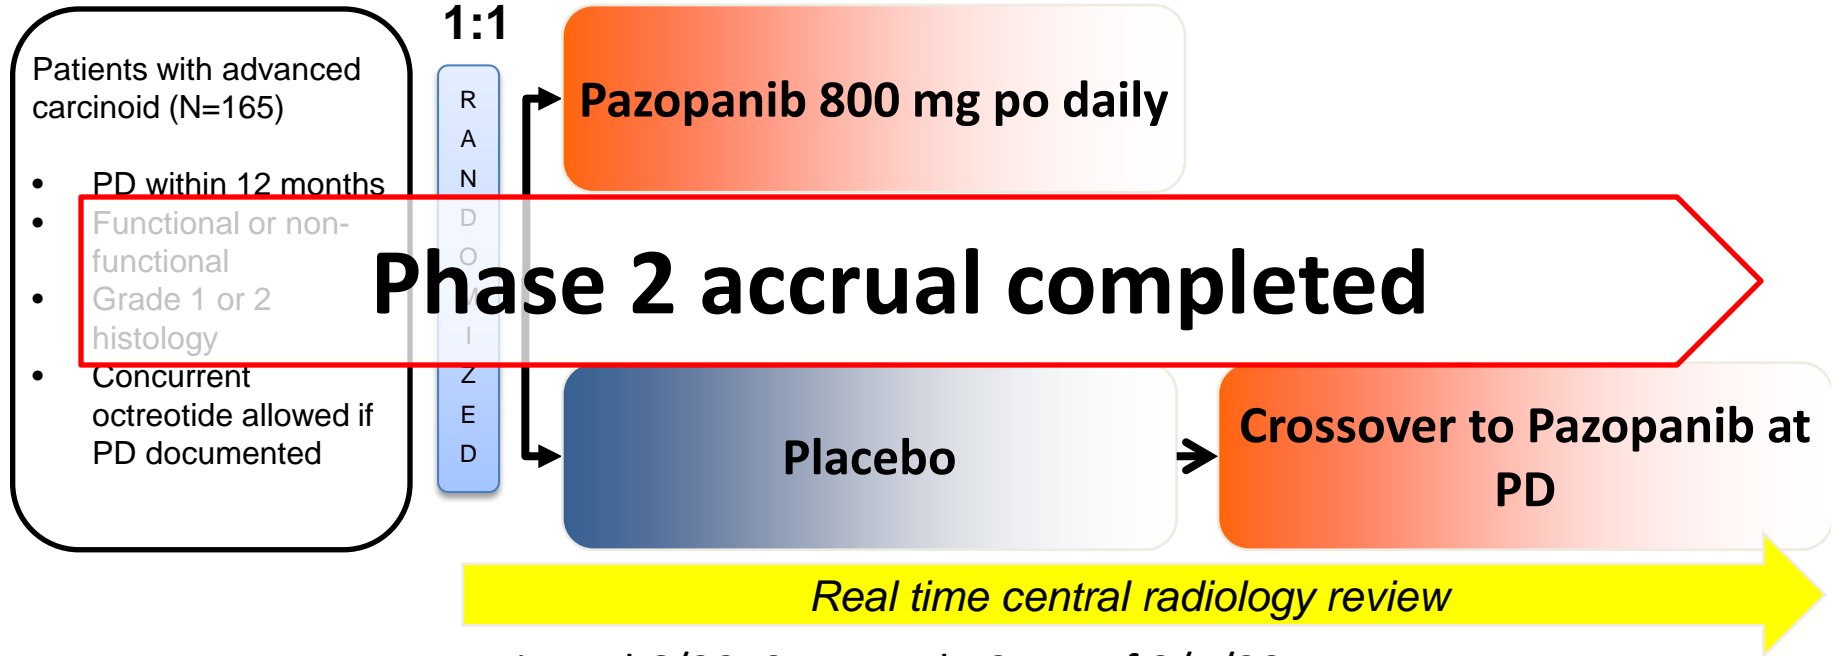 1:1
Patients with advanced
carcinoid (N=165)
• PD within 12 months
• Functional or non-
functional
• Grade 1 or 2
histology
• Concurrent
octreotide allowed if
PD documented
R
A
N
D
O
M
I
Z
E
D
Pazopanib 800 mg po daily
Phase 2 accrual completed
Placebo
Crossover to Pazopanib at
PD
Real time central radiology review